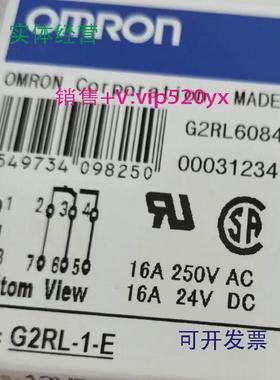 实体经营
OMRON
OMRON Corporation MADE
销售+V:vip520yx
G2RL6084
549734 098250
00031234
2 3 4
7 6 5
16A 250V AC
16A 24V DC
tom View
G2RL-1-E
可开发票